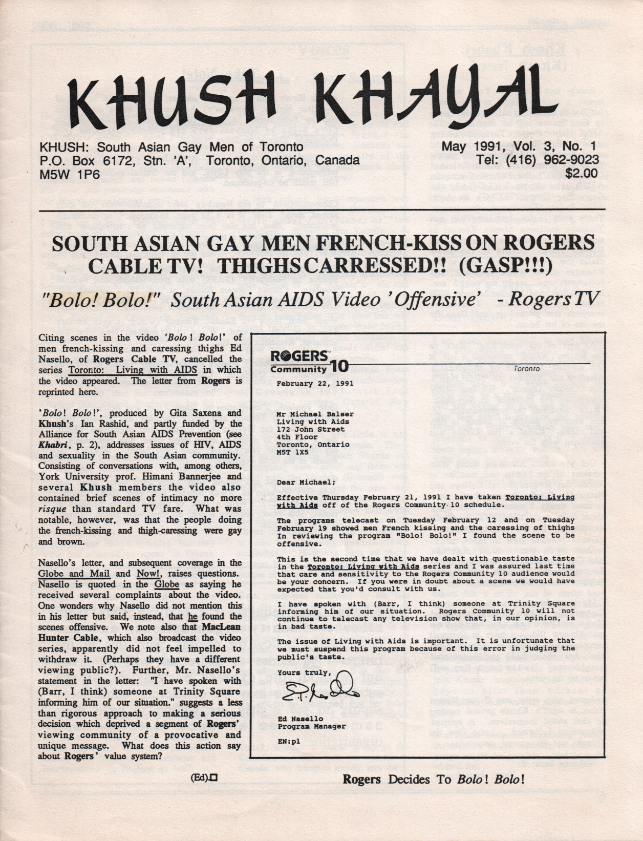 KHUSH KHAYAL
KHUSH: South Asian Gay Men of Toronto
P.O. Box 6172, Stn. 'A', Toronto, Ontario, Canada
M5W 1P6
May 1991, Vol. 3, No. 1
Tel: (416) 962-9023
$2.00
SOUTH ASIAN GAY MEN FRENCH-KISS ON ROGERS
CABLE TV! THIGHS CARRESSED!! (GASP!!!)
"Bolo! Bolo!" South Asian AIDS Video 'Offensive' - Rogers TV
Citing scenes in the video 'Bolo! Bolo!' of
men french-kissing and caressing thighs Ed
Nasello, of Rogers Cable TV, cancelled the
series Toronto: Living with AIDS in which
the video appeared. The letter from Rogers is
reprinted here.
'Bolo! Bolo!', produced by Gita Saxena and
Khush's Ian Rashid, and partly funded by the
Alliance for South Asian AIDS Prevention (see
Khabri, p. 2), addresses issues of HIV, AIDS
and sexuality in the South Asian community.
Consisting of conversations with, among others,
York University prof. Himani Bannerjee and
several Khush members the video also
contained brief scenes of intimacy no more
risque than standard TV fare. What was
notable, however, was that the people doing
the french-kissing and thigh-caressing were gay
and brown.
Nasello's letter, and subsequent coverage in the
Globe and Mail and Now!, raises questions.
Nasello is quoted in the Globe as saying he
received several complaints about the video.
One wonders why Nasello did not mention this
in his letter but said, instead, that he found the
scenes offensive. We note also that MacLean
Hunter Cable, which also broadcast the video
series, apparently did not feel impelled to
withdraw it. (Perhaps they have a different
viewing public?). Further, Mr. Nasello's
statement in the letter: "I have spoken with
(Barr, I think) someone at Trinity Square
informing him of our situation." suggests a less
than rigorous approach to making a serious
decision which deprived a segment of Rogers'
viewing community of a provocative and
unique message. What does this action say
about Rogers' value system?
(Ed).
ROGERS
Community 10
Toronto
February 22, 1991
Mr Michael Balser
Living with Aids
172 John Street
4th Floor
Toronto, Ontario
M5T 1X5
Dear Michael;
Effective Thursday February 21, 1991 I have taken Toronto: Living
with Aids off of the Rogers Community 10 schedule.
The programs telecast on Tuesday February 12 and on Tuesday
February 19 showed men French kissing and the caressing of thighs
In reviewing the program "Bolo! Bolo!" I found the scene to be
offensive.
This is the second time that we have dealt with questionable taste
in the Toronto: Living with Aids series and I was assured last time
that care and sensitivity to the Rogers Community 10 audience would
be your concern. If you were in doubt about a scene we would have
expected that you'd consult with us.
I have spoken with (Barr, I think) someone at Trinity Square
informing him of our situation. Rogers Community 10 will not
continue to telecast any television show that, in our opinion, is
in bad taste.
The issue of Living with Aids is important. It is unfortunate that
we must suspend this program because of this error in judging the
public's taste.
Yours truly,
Ed Nasello
Program Manager
EN:pl
Rogers Decides To Bolo! Bolo!